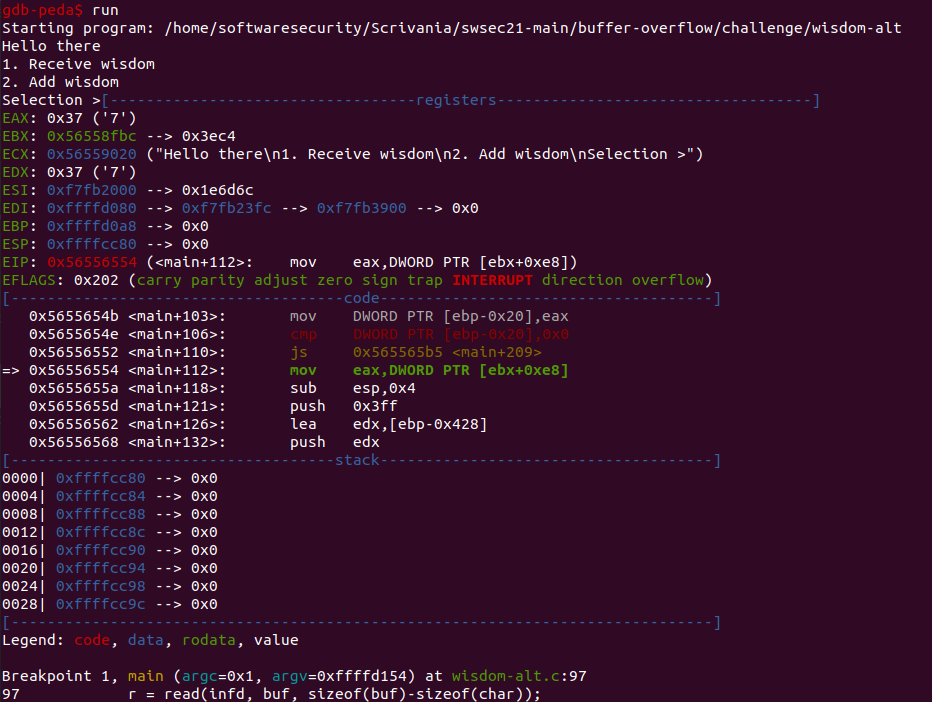 gdb-peda$ run
Starting program: /home/softwaresecurity/Scrivania/swsec21-main/buffer-overflow/challenge/wisdom-alt
Hello there
1. Receive wisdom
2. Add wisdom
Selection >[----------------------------------registers-----------------------------------]
EAX: 0x37 ('7')
EBX: 0x56558fbc --> 0x3ec4
ECX: 0x56559020 ("Hello there\n1. Receive wisdom\n2. Add wisdom\nSelection >")
EDX: 0x37 ('7')
ESI: 0xf7fb2000 --> 0x1e6d6c
EDI: 0xffffd080 --> 0xf7fb23fc --> 0xf7fb3900 --> 0x0
EBP: 0xffffd0a8 --> 0x0
ESP: 0xffffcc80 --> 0x0
EIP: 0x56556554 (<main+112>:    mov    eax,DWORD PTR [ebx+0xe8])
EFLAGS: 0x202 (carry parity adjust zero sign trap INTERRUPT direction overflow)
[-------------------------------------code-------------------------------------]
   0x5655654b <main+103>:       mov    DWORD PTR [ebp-0x20],eax
   0x5655654e <main+106>:       cmp    DWORD PTR [ebp-0x20],0x0
   0x56556552 <main+110>:       js     0x565565b5 <main+209>
=> 0x56556554 <main+112>:       mov    eax,DWORD PTR [ebx+0xe8]
   0x5655655a <main+118>:       sub    esp,0x4
   0x5655655d <main+121>:       push   0x3ff
   0x56556562 <main+126>:       lea    edx,[ebp-0x428]
   0x56556568 <main+132>:       push   edx
[------------------------------------stack-------------------------------------]
0000| 0xffffcc80 --> 0x0
0004| 0xffffcc84 --> 0x0
0008| 0xffffcc88 --> 0x0
0012| 0xffffcc8c --> 0x0
0016| 0xffffcc90 --> 0x0
0020| 0xffffcc94 --> 0x0
0024| 0xffffcc98 --> 0x0
0028| 0xffffcc9c --> 0x0
[------------------------------------------------------------------------------]
Legend: code, data, rodata, value

Breakpoint 1, main (argc=0x1, argv=0xffffd154) at wisdom-alt.c:97
97            r = read(infd, buf, sizeof(buf)-sizeof(char));